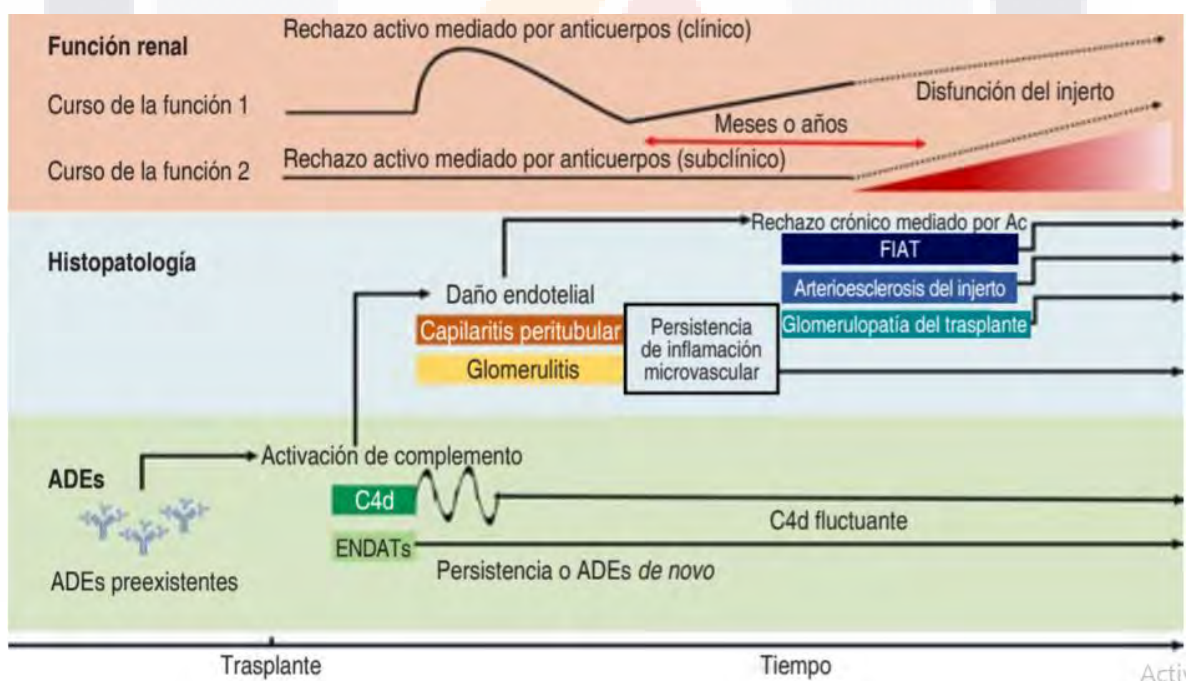 Función renal
Rechazo activo mediado por anticuerpos (clínico)
Curso de la función 1
Disfunción del injerto
Meses o años
Curso de la función 2
Rechazo activo mediado por anticuerpos (subclínico)
Histopatología
Rechazo crónico mediado por Ac
FIAT
Arterioesclerosis del injerto
Glomerulopatía del trasplante
Daño endotelial
Capilaritis peritubular
Glomerulitis
Persistencia
de inflamación
microvascular
ADEs
Activación de complemento
C4d
C4d fluctuante
ENDATs
Persistencia o ADEs de novo
ADEs preexistentes
Trasplante
Tiempo
Activ